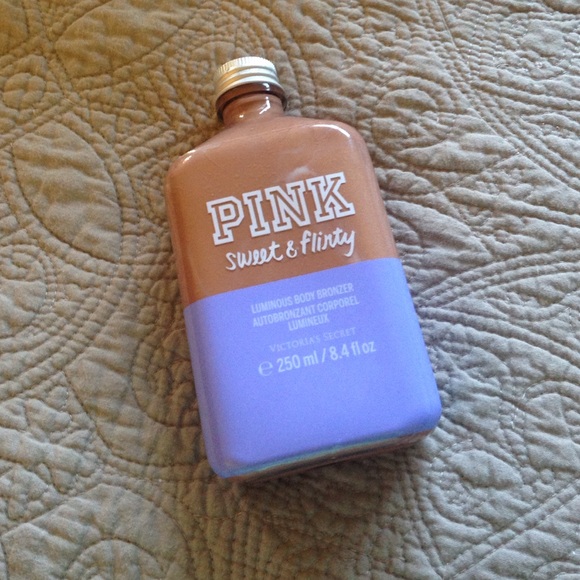 PINK
sweet & flirty
LUMINOUS BODY BRONZER
AUTOBRONZANT CORPOREL
LUMINEUX
VICTORIA'S SECRET
℮ 250 ml / 8.4 fl oz